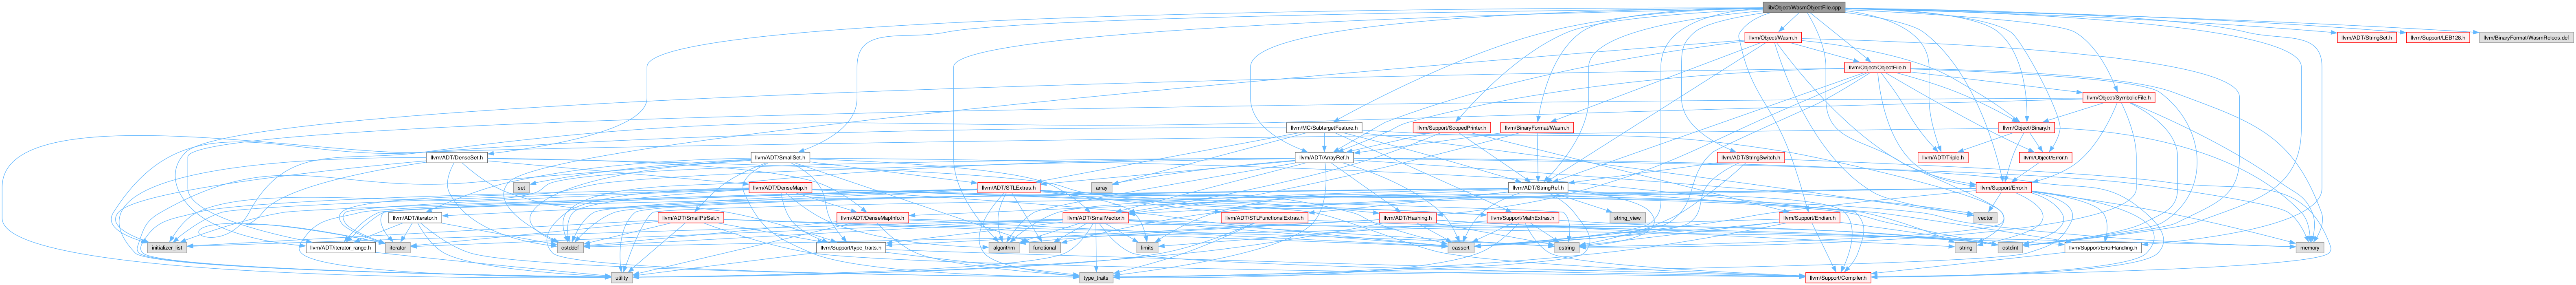 lib/Object/WasmObjectFile.cpp
llvm/Object/Wasm.h
llvm/ADT/StringSet.h
llvm/Support/LEB128.h
llvm/BinaryFormat/WasmRelocs.def
llvm/Object/ObjectFile.h
llvm/Object/SymbolicFile.h
llvm/MC/SubtargetFeature.h
llvm/Support/ScopedPrinter.h
llvm/BinaryFormat/Wasm.h
llvm/Object/Binary.h
llvm/ADT/DenseSet.h
llvm/ADT/SmallSet.h
llvm/ADT/ArrayRef.h
llvm/ADT/StringSwitch.h
llvm/ADT/Triple.h
llvm/Object/Error.h
set
llvm/ADT/DenseMap.h
llvm/ADT/STLExtras.h
array
llvm/ADT/StringRef.h
llvm/Support/Error.h
llvm/ADT/iterator.h
llvm/ADT/SmallPtrSet.h
llvm/ADT/DenseMapInfo.h
llvm/ADT/SmallVector.h
llvm/ADT/STLFunctionalExtras.h
llvm/ADT/Hashing.h
llvm/Support/MathExtras.h
string_view
llvm/Support/Endian.h
vector
initializer_list
llvm/ADT/iterator_range.h
iterator
cstddef
llvm/Support/type_traits.h
algorithm
functional
limits
cassert
cstring
string
cstdint
llvm/Support/ErrorHandling.h
memory
utility
type_traits
llvm/Support/Compiler.h